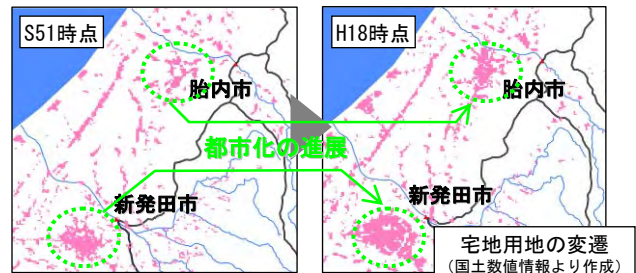 S51時点
H18時点
胎内市
胎内市
都市化の進展
新発田市
新発田市
宅地用地の変遷
(国土数値情報より作成)